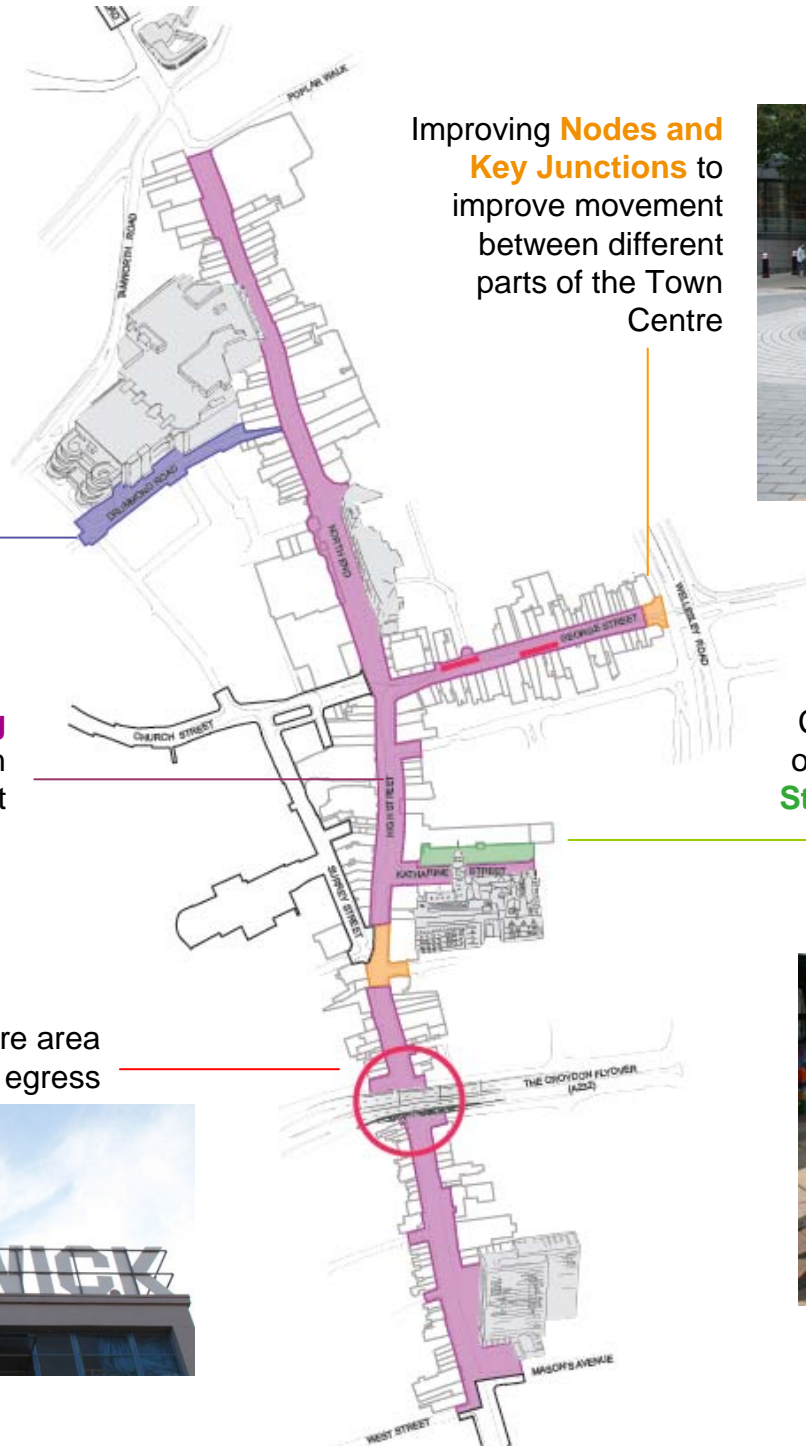 POPLAR WALK
Improving Nodes and
Key Junctions to
improve movement
between different
parts of the Town
Centre
TAMWORTH ROAD
DRUMMOND ROAD
NORTH END
GEORGE STREET
WELLESLEY ROAD
CHURCH STREET
HIGH STREET
KATHARINE STREET
SURREY STREET
re area
egress
THE CROYDON FLYOVER
(A232)
MASON'S AVENUE
WEST STREET